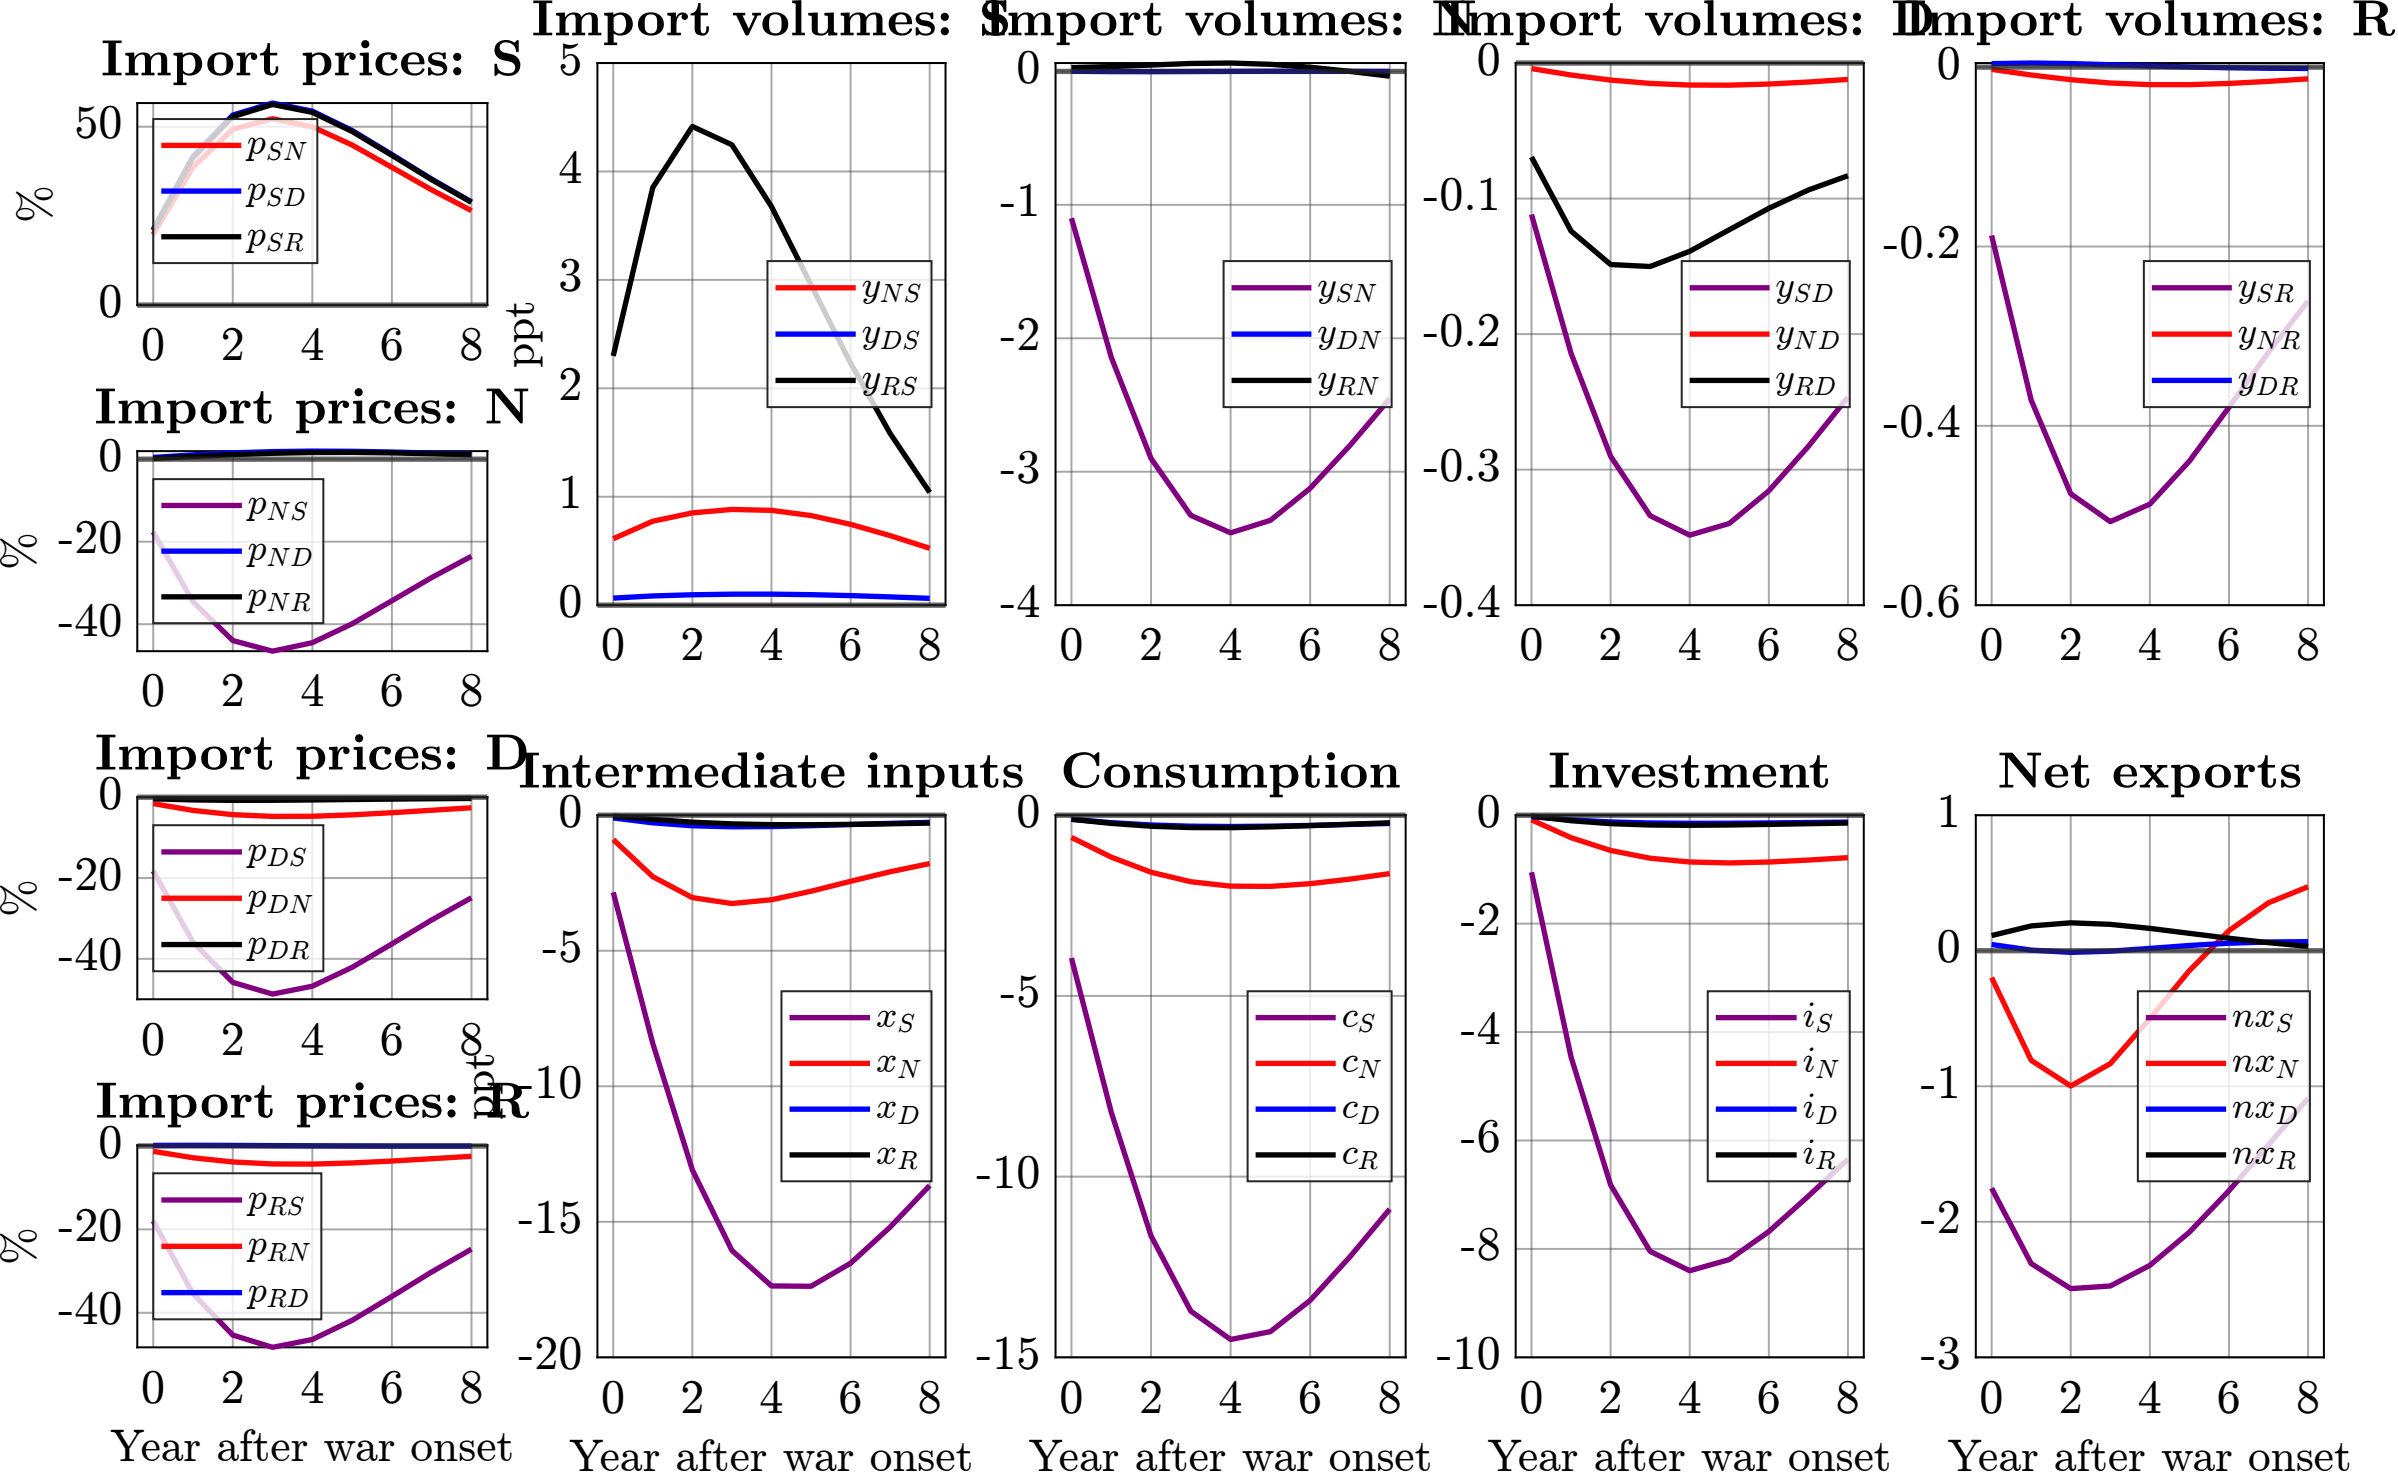 Import prices: S
%
50
0
p_SN
p_SD
p_SR
0 2 4 6 8
Import prices: N
%
0
-20
-40
p_NS
p_ND
p_NR
0 2 4 6 8
Import prices: D
%
0
-20
-40
p_DS
p_DN
p_DR
0 2 4 6 8
Import prices: R
%
0
-20
-40
p_RS
p_RN
p_RD
0 2 4 6 8
Year after war onset
Import volumes: S
ppt
5
4
3
2
1
0
y_NS
y_DS
y_RS
0 2 4 6 8
Import volumes: N
0
-1
-2
-3
-4
y_SN
y_DN
y_RN
0 2 4 6 8
Import volumes: D
0
-0.1
-0.2
-0.3
-0.4
y_SD
y_ND
y_RD
0 2 4 6 8
Import volumes: R
0
-0.2
-0.4
-0.6
y_SR
y_NR
y_DR
0 2 4 6 8
Intermediate inputs
ppt
0
-5
-10
-15
-20
x_S
x_N
x_D
x_R
0 2 4 6 8
Year after war onset
Consumption
0
-5
-10
-15
c_S
c_N
c_D
c_R
0 2 4 6 8
Year after war onset
Investment
0
-2
-4
-6
-8
-10
i_S
i_N
i_D
i_R
0 2 4 6 8
Year after war onset
Net exports
1
0
-1
-2
-3
nx_S
nx_N
nx_D
nx_R
0 2 4 6 8
Year after war onset